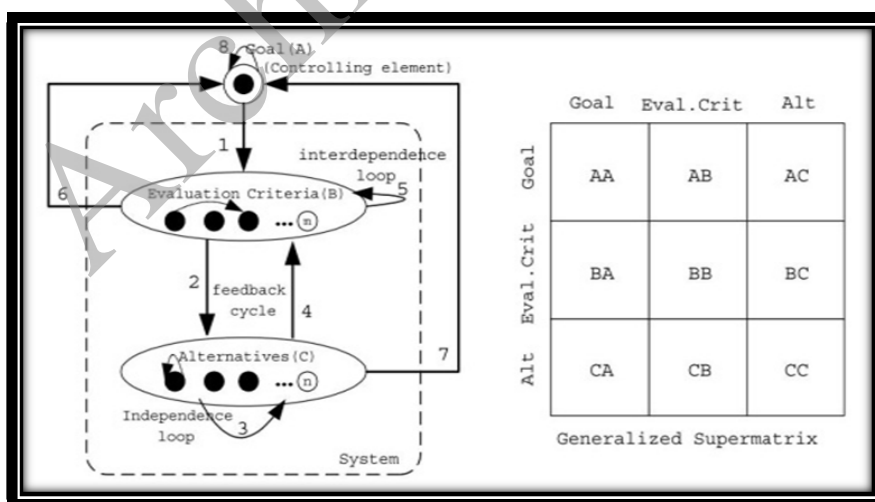 8
Goal(A)
(Controlling element)
1
interdependence
loop
5
6
Evaluation Criteria(B)
... n
2
feedback
cycle
4
Alternatives(C)
... n
7
Independence
loop
3
System
Goal Eval.Crit Alt
Goal
AA AB AC
Eval.Crit
BA BB BC
Alt
CA CB CC
Generalized Supermatrix
Arch